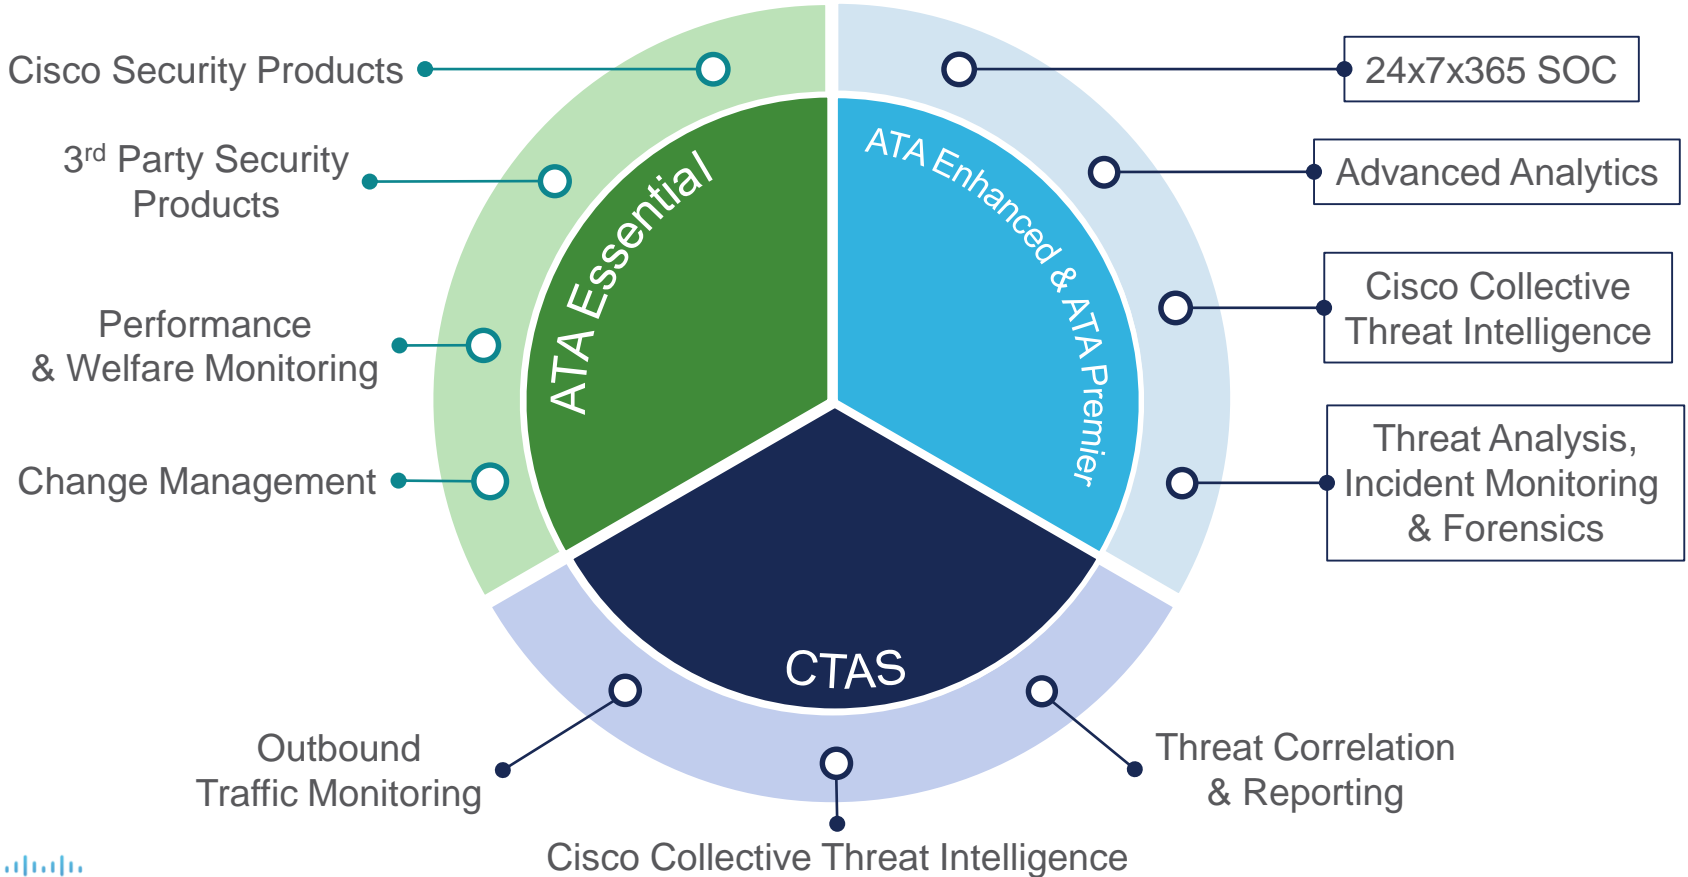 Cisco Security Products
3rd Party Security
Products
Performance
& Welfare Monitoring
Change Management
ATA Essential
ATA Enhanced & ATA Premier
CTAS
24x7x365 SOC
Advanced Analytics
Cisco Collective
Threat Intelligence
Threat Analysis,
Incident Monitoring
& Forensics
Outbound
Traffic Monitoring
Cisco Collective Threat Intelligence
Threat Correlation
& Reporting